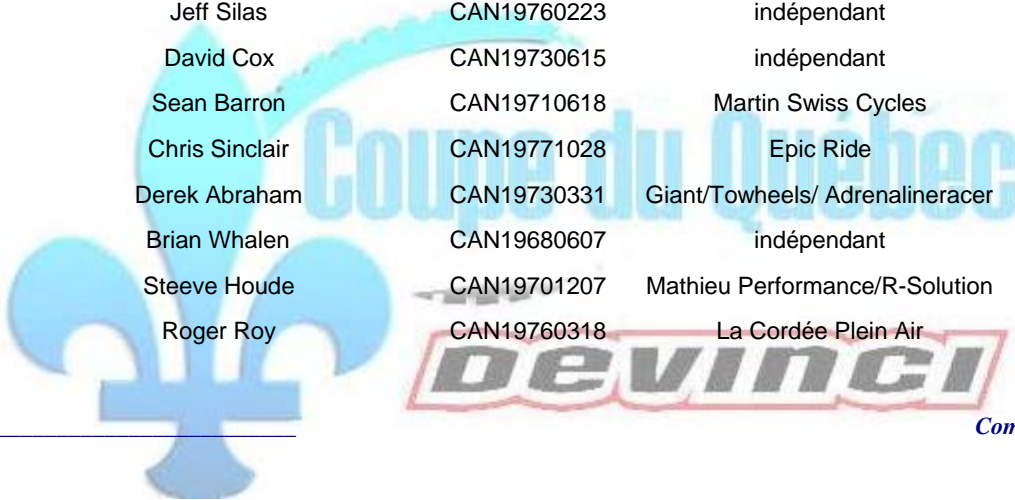 Jeff Silas CAN19760223 indépendant
David Cox CAN19730615 indépendant
Sean Barron CAN19710618 Martin Swiss Cycles
Chris Sinclair CAN19771028 Epic Ride
Coupe du Québec
Derek Abraham CAN19730331 Giant/Towheels/ Adrenalineracer
Brian Whalen CAN19680607 indépendant
Steeve Houde CAN19701207 Mathieu Performance/R-Solution
Roger Roy CAN19760318 La Cordée Plein Air
DEVINCI
Com